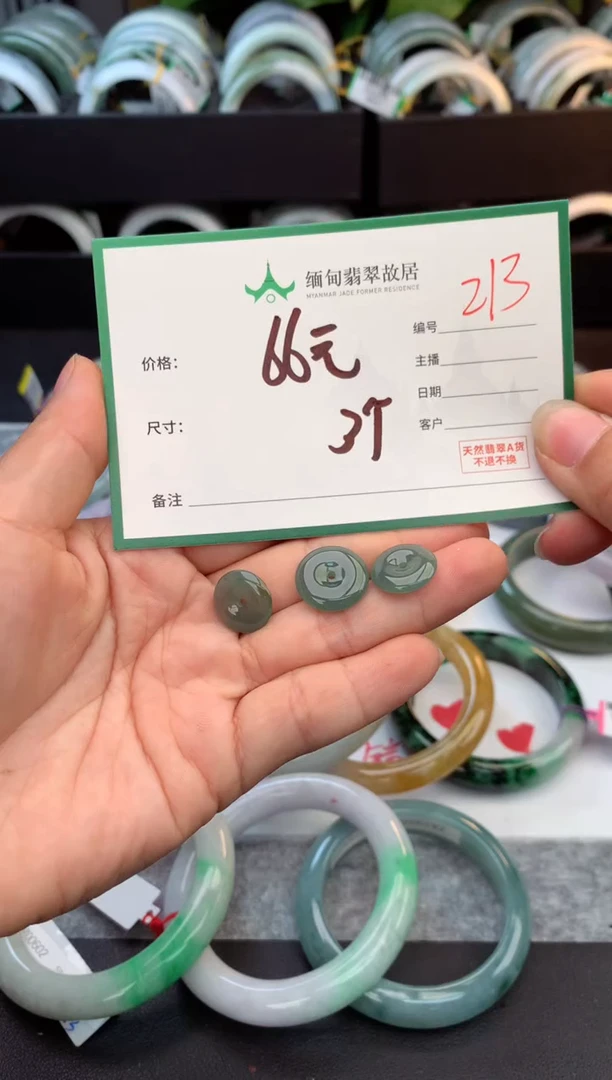 缅甸翡翠故居
MYANMAR JADE FORMER RESIDENCE
213
编号
价格：
66元
主播
日期
尺寸：
3个
客户
天然翡翠A货
不退不换
备注